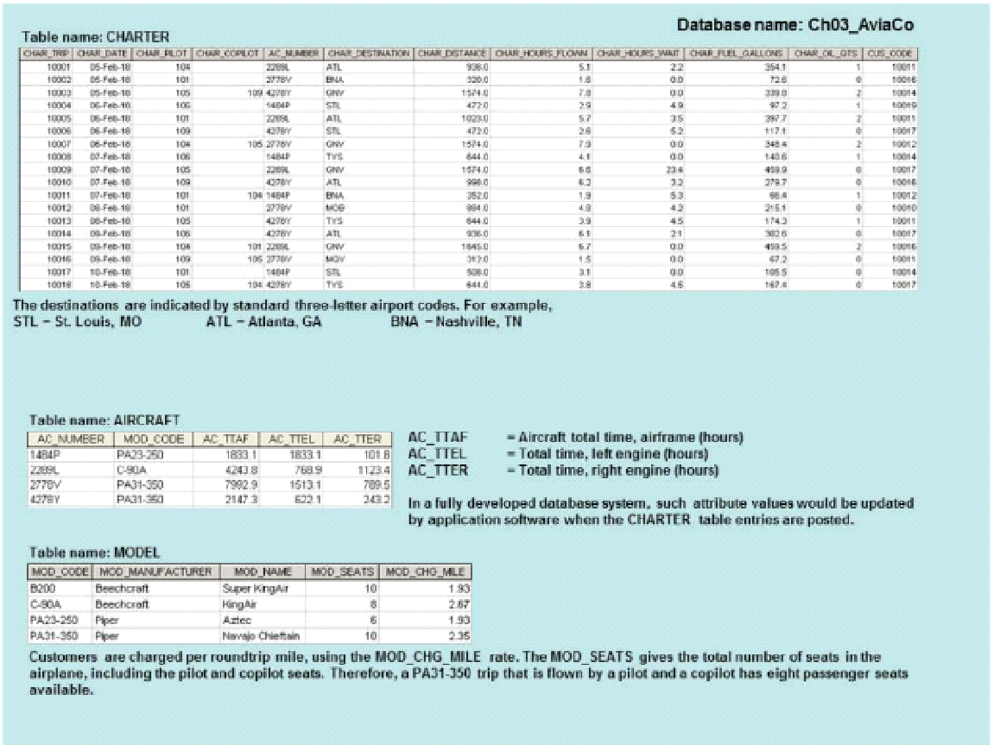 Database name: Ch03_AviaCo
Table name: CHARTER
CHAR_TRIP CHAR_DATE CHAR_PILOT CHAR_COPILOT AC_NUMBER CHAR_DESTINATION CHAR_DISTANCE CHAR_HOURS_FLOWN CHAR_HOURS_WAIT CHAR_FUEL_GALLONS CHAR_OIL_QTS CUS_CODE
10001 05-Feb-18 104 2289L ATL 936.0 5.1 2.2 354.1 1 10011
10002 05-Feb-18 101 2778V BNA 320.0 1.6 0.0 72.6 0 10016
10003 05-Feb-18 105 109 4278Y GNV 1574.0 7.8 0.0 339.8 2 10014
10004 06-Feb-18 106 1484P STL 472.0 2.9 4.9 97.2 1 10019
10005 06-Feb-18 101 2289L ATL 1023.0 5.7 3.5 397.7 2 10011
10006 06-Feb-18 109 4278Y STL 472.0 2.6 5.2 117.1 0 10017
10007 06-Feb-18 104 105 2778V GNV 1574.0 7.9 0.0 348.4 2 10012
10008 07-Feb-18 106 1484P TYS 644.0 4.1 0.0 140.6 1 10014
10009 07-Feb-18 105 2289L GNV 1574.0 6.6 23.4 459.9 0 10017
10010 07-Feb-18 109 4278Y ATL 998.0 6.2 3.2 279.7 0 10016
10011 07-Feb-18 101 104 1484P BNA 352.0 1.9 5.3 66.4 1 10012
10012 08-Feb-18 101 2778V MOB 884.0 4.8 4.2 215.1 0 10010
10013 08-Feb-18 105 4278Y TYS 644.0 3.9 4.5 174.3 1 10011
10014 09-Feb-18 106 4278Y ATL 936.0 6.1 2.1 302.6 0 10017
10015 09-Feb-18 104 101 2289L GNV 1645.0 6.7 0.0 459.5 2 10016
10016 09-Feb-18 109 105 2778V MQY 312.0 1.5 0.0 67.2 0 10011
10017 10-Feb-18 101 1484P STL 508.0 3.1 0.0 105.5 0 10014
10018 10-Feb-18 105 104 4278Y TYS 644.0 3.8 4.5 167.4 0 10017
The destinations are indicated by standard three-letter airport codes. For example,
STL – St. Louis, MO ATL – Atlanta, GA BNA – Nashville, TN
Table name: AIRCRAFT
AC_NUMBER MOD_CODE AC_TTAF AC_TTEL AC_TTER
1484P PA23-250 1833.1 1833.1 101.8
2289L C-90A 4243.8 768.9 1123.4
2778V PA31-350 7992.9 1513.1 789.5
4278Y PA31-350 2147.3 622.1 243.2
AC_TTAF = Aircraft total time, airframe (hours)
AC_TTEL = Total time, left engine (hours)
AC_TTER = Total time, right engine (hours)
In a fully developed database system, such attribute values would be updated
by application software when the CHARTER table entries are posted.
Table name: MODEL
MOD_CODE MOD_MANUFACTURER MOD_NAME MOD_SEATS MOD_CHG_MILE
B200 Beechcraft Super KingAir 10 1.93
C-90A Beechcraft KingAir 8 2.67
PA23-250 Piper Aztec 6 1.93
PA31-350 Piper Navajo Chieftain 10 2.35
Customers are charged per roundtrip mile, using the MOD_CHG_MILE rate. The MOD_SEATS gives the total number of seats in the
airplane, including the pilot and copilot seats. Therefore, a PA31-350 trip that is flown by a pilot and a copilot has eight passenger seats
available.